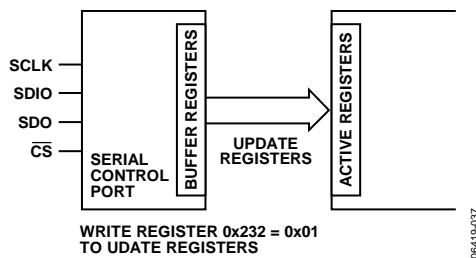 SCLK
SDIO
SDO
CS
SERIAL
CONTROL
PORT
BUFFER REGISTERS
UPDATE
REGISTERS
ACTIVE REGISTERS
WRITE REGISTER 0x232 = 0x01
TO UDATE REGISTERS
06419-037